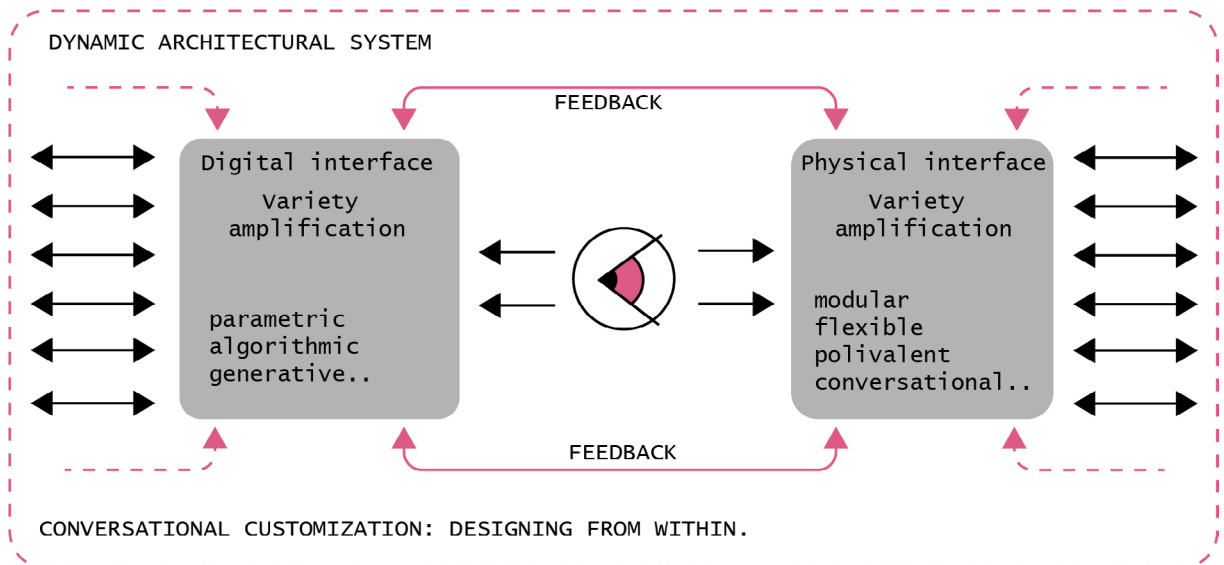 DYNAMIC ARCHITECTURAL SYSTEM
FEEDBACK
Digital interface
Variety
amplification
parametric
algorithmic
generative..
Physical interface
Variety
amplification
modular
flexible
polivalent
conversational..
FEEDBACK
CONVERSATIONAL CUSTOMIZATION: DESIGNING FROM WITHIN.